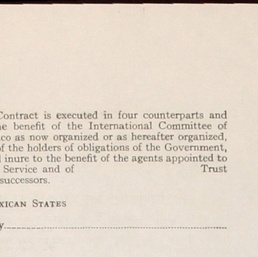 Contract is executed in four counterparts and
benefit of the International Committee of
as now organized or as hereafter organized,
of the holders of obligations of the Government,
inure to the benefit of the agents appointed to
Service and of Trust
successors.
STATES